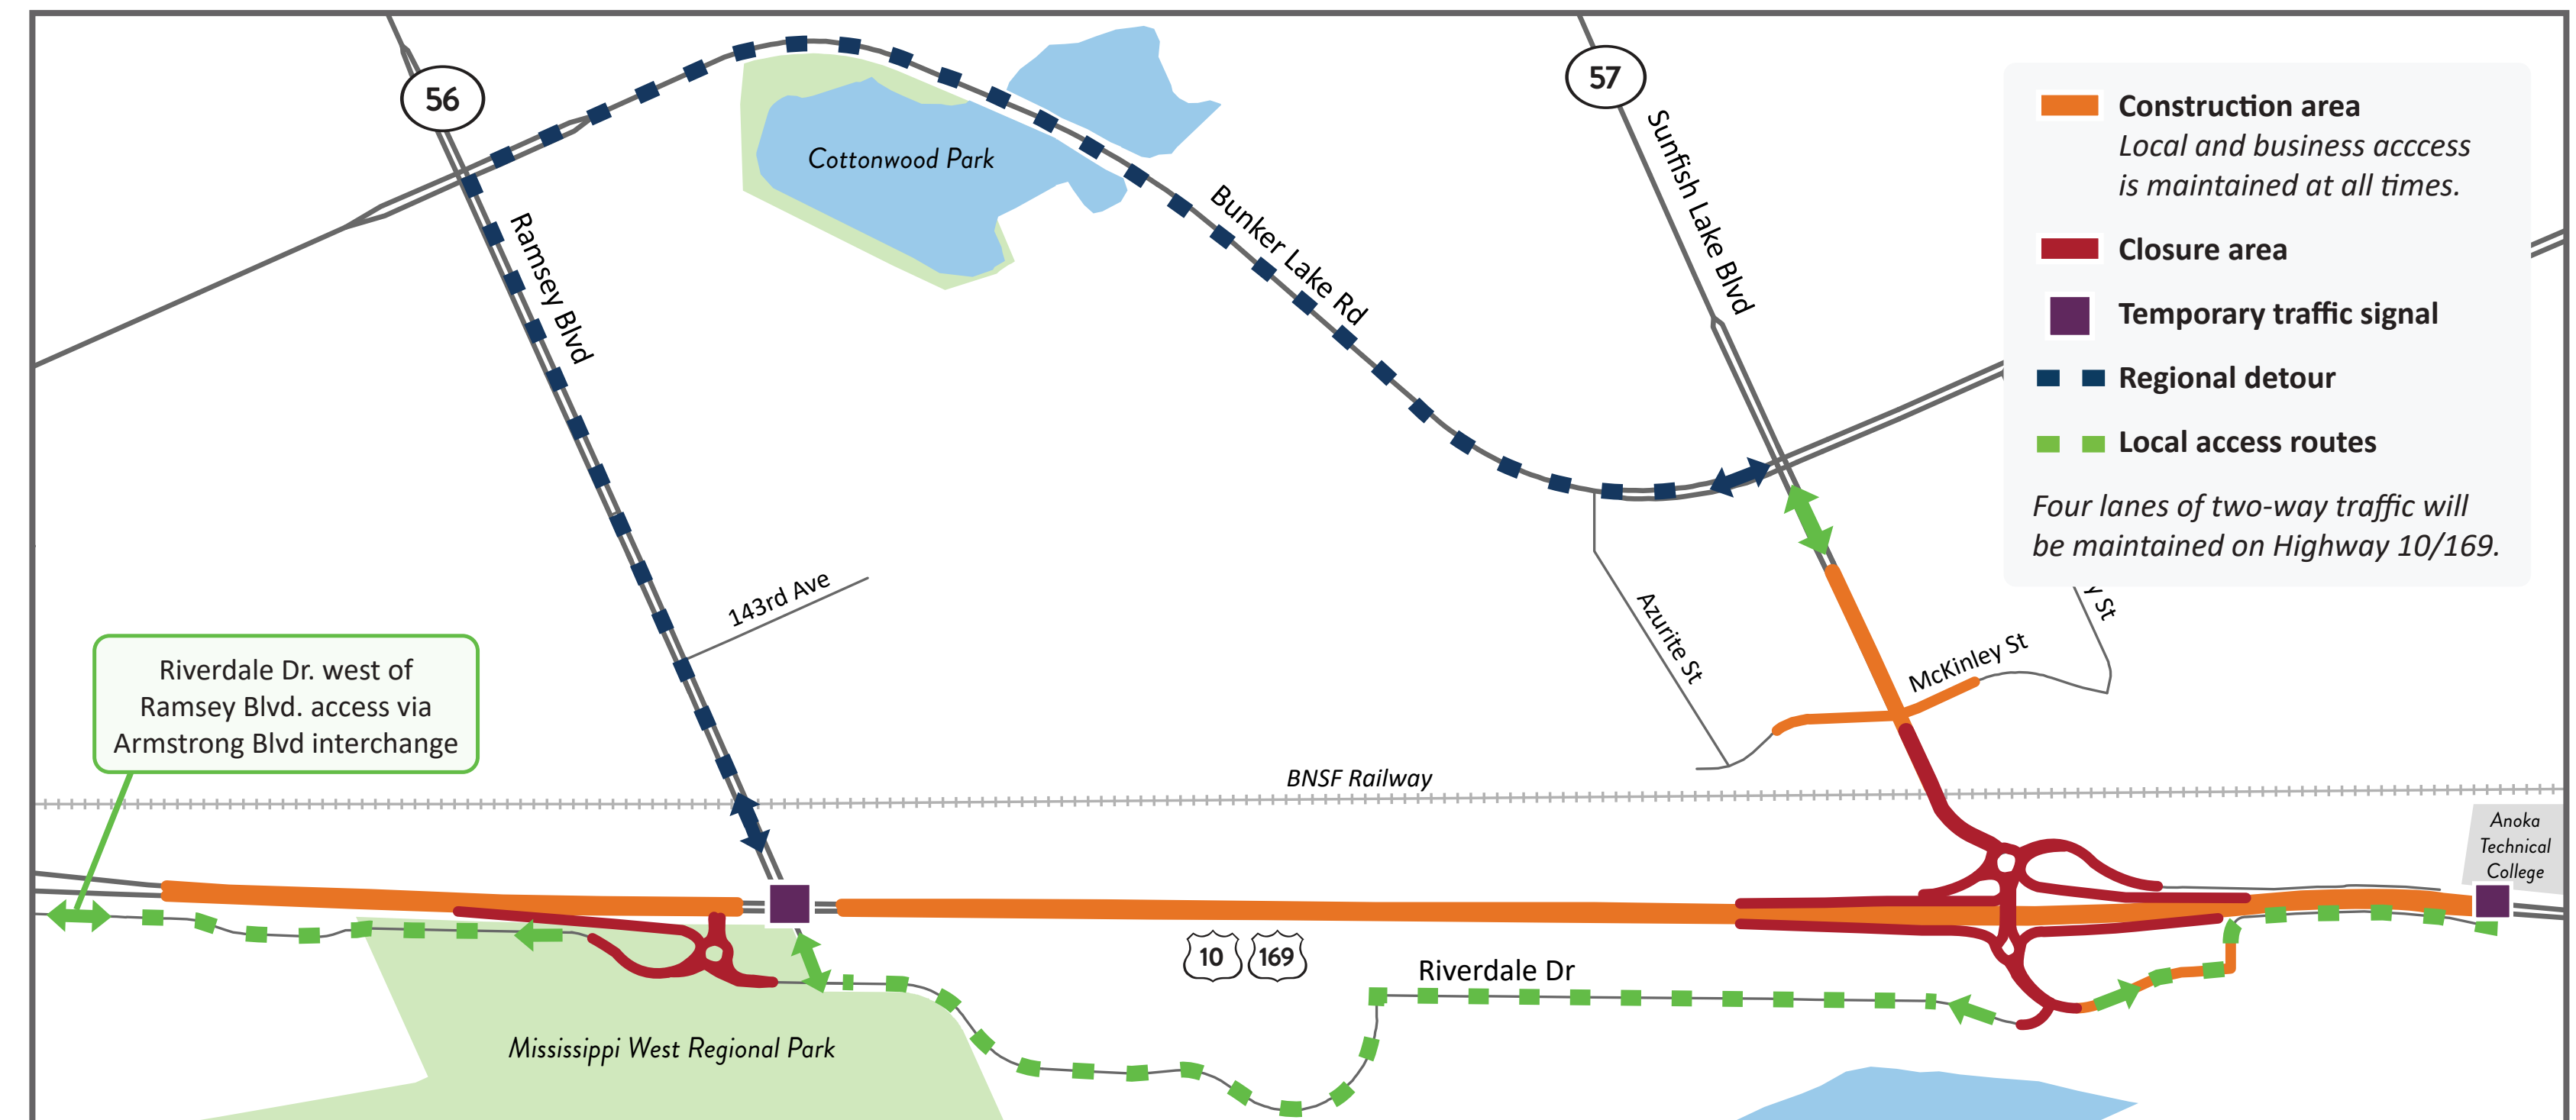 56
57
Cottonwood Park
Bunker Lake Rd
Ramsey Blvd
Sunfish Lake Blvd
Construction area
Local and business acccess
is maintained at all times.
Closure area
Temporary traffic signal
Regional detour
Local access routes
Four lanes of two-way traffic will
be maintained on Highway 10/169.
143rd Ave
Azurite St
McKinley St
y St
Riverdale Dr. west of
Ramsey Blvd. access via
Armstrong Blvd interchange
BNSF Railway
Anoka
Technical
College
10
169
Riverdale Dr
Mississippi West Regional Park